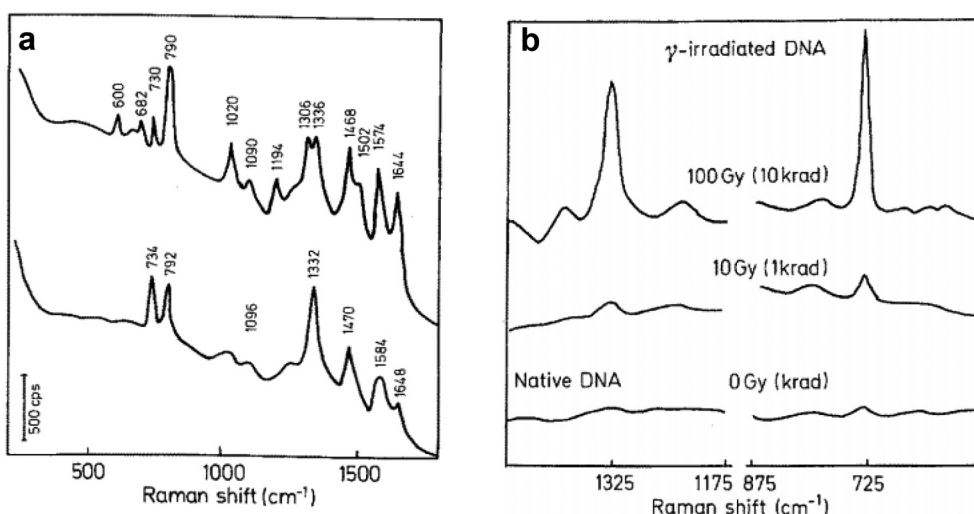 a
600
682
730
790
1020
1090
1194
1306
1336
1468
1502
1574
1644
734
792
1096
1332
1470
1584
1648
500 cps
500 1000 1500
Raman shift (cm⁻¹)
b
γ-irradiated DNA
100 Gy (10 krad)
10 Gy (1 krad)
Native DNA 0 Gy (krad)
1325 1175 875 725
Raman shift (cm⁻¹)